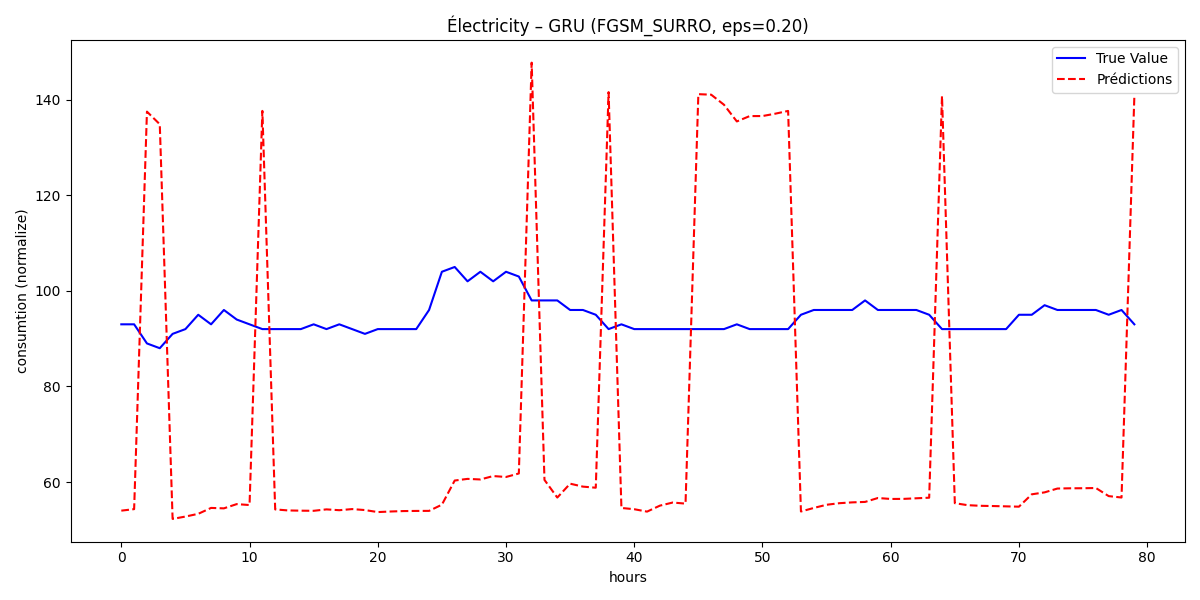 Électricity – GRU (FGSM_SURRO, eps=0.20)
True Value
Prédictions
consumtion (normalize)
140
120
100
80
60
0 10 20 30 40 50 60 70 80
hours